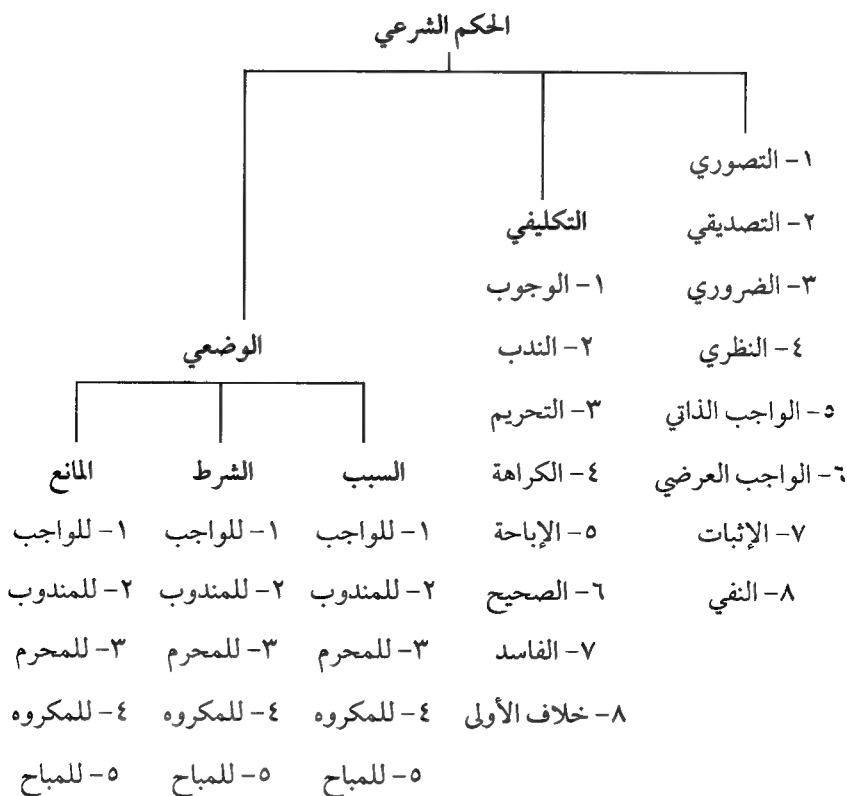 الحكم الشرعي
١- التصوري
٢- التصديقي
٣- الضروري
٤- النظري
٥- الواجب الذاتي
٦- الواجب العرضي
٧- الإثبات
٨- النفي
التكليفي
١- الوجوب
٢- الندب
٣- التحريم
٤- الكراهة
٥- الإباحة
٦- الصحيح
٧- الفاسد
٨- خلاف الأولى
الوضعي
السبب
١- للواجب
٢- للمندوب
٣- للمحرم
٤- للمكروه
٥- للمباح
الشرط
١- للواجب
٢- للمندوب
٣- للمحرم
٤- للمكروه
٥- للمباح
المانع
١- للواجب
٢- للمندوب
٣- للمحرم
٤- للمكروه
٥- للمباح